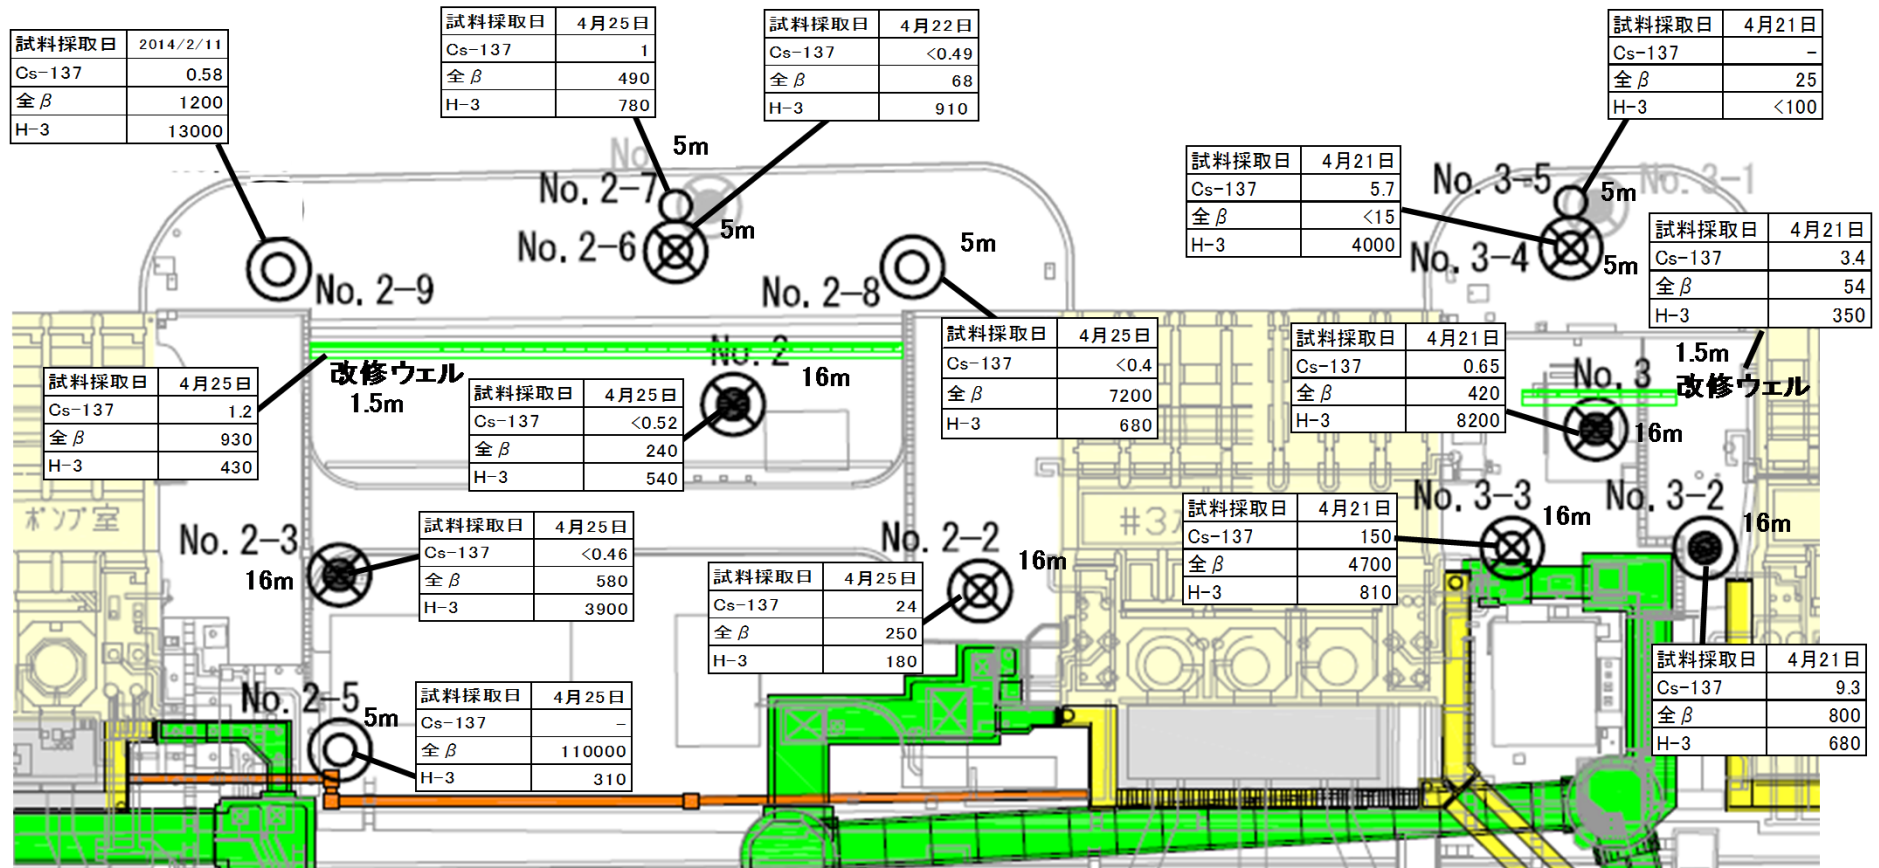 試料採取日 2014/2/11
Cs-137 0.58
全β 1200
H-3 13000
試料採取日 4月25日
Cs-137 1
全β 490
H-3 780
試料採取日 4月22日
Cs-137 <0.49
全β 68
H-3 910
試料採取日 4月21日
Cs-137 -
全β 25
H-3 <100
No. 5m
No. 2-7
No. 2-6 5m
No. 2-9
No. 2-8 5m
試料採取日 4月21日
Cs-137 5.7
全β <15
H-3 4000
No. 3-5 5m No. 3-1
No. 3-4 5m
試料採取日 4月21日
Cs-137 3.4
全β 54
H-3 350
改修ウェル
1.5m
No. 2 16m
試料採取日 4月25日
Cs-137 1.2
全β 930
H-3 430
試料採取日 4月25日
Cs-137 <0.52
全β 240
H-3 540
試料採取日 4月25日
Cs-137 <0.4
全β 7200
H-3 680
試料採取日 4月21日
Cs-137 0.65
全β 420
H-3 8200
No. 3 16m
1.5m
改修ウェル
ポンプ室
No. 2-3
16m
試料採取日 4月25日
Cs-137 <0.46
全β 580
H-3 3900
No. 2-2 16m
試料採取日 4月25日
Cs-137 24
全β 250
H-3 180
#3
試料採取日 4月21日
Cs-137 150
全β 4700
H-3 810
No. 3-3 16m
No. 3-2 16m
No. 2-5 5m
試料採取日 4月25日
Cs-137 -
全β 110000
H-3 310
試料採取日 4月21日
Cs-137 9.3
全β 800
H-3 680